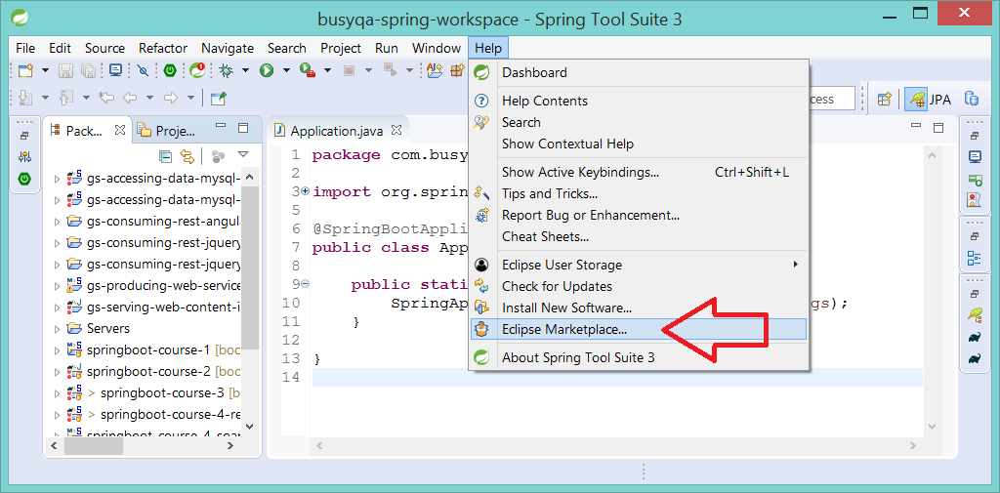 busyqa-spring-workspace - Spring Tool Suite 3
File Edit Source Refactor Navigate Search Project Run Window Help
cess
JPA
Pack...
Proje...
Application.java
gs-accessing-data-mysql-
gs-accessing-data-mysql-
gs-consuming-rest-angul
gs-consuming-rest-jquery
gs-consuming-rest-jquery
gs-producing-web-service
gs-serving-web-content-i
Servers
springboot-course-1 [boo
springboot-course-2 [boo
> springboot-course-3 [b
> springboot-course-4-re
springboot-course-4-soap
1 package com.busy
2
3 import org.sprin
5
6 @SpringBootAppli
7 public class App
8
9 public stati
10 SpringAp gs);
11 }
12
13 }
14
Dashboard
Help Contents
Search
Show Contextual Help
Show Active Keybindings... Ctrl+Shift+L
Tips and Tricks...
Report Bug or Enhancement...
Cheat Sheets...
Eclipse User Storage
Check for Updates
Install New Software...
Eclipse Marketplace...
About Spring Tool Suite 3